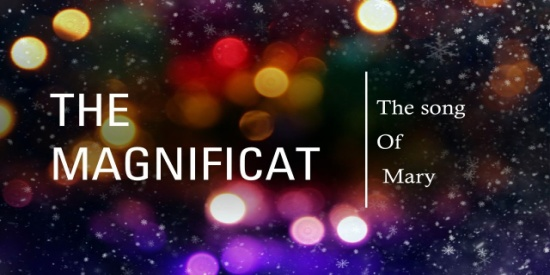 THE
MAGNIFICAT
The song
Of
Mary